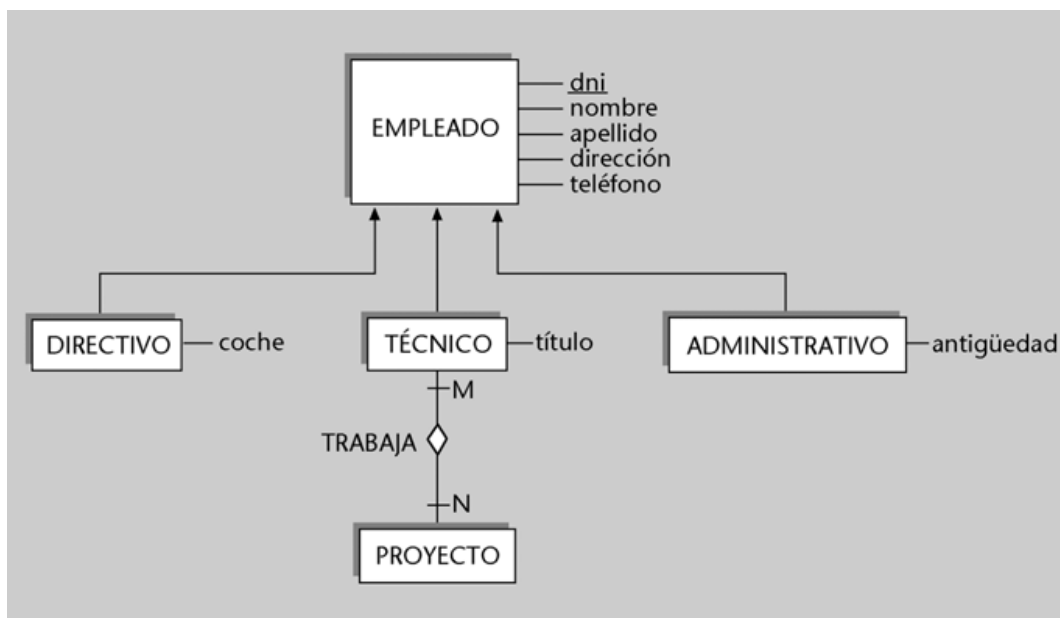 dni
nombre
EMPLEADO
apellido
dirección
teléfono
DIRECTIVO
coche
TÉCNICO
título
ADMINISTRATIVO
antigüedad
M
TRABAJA
N
PROYECTO